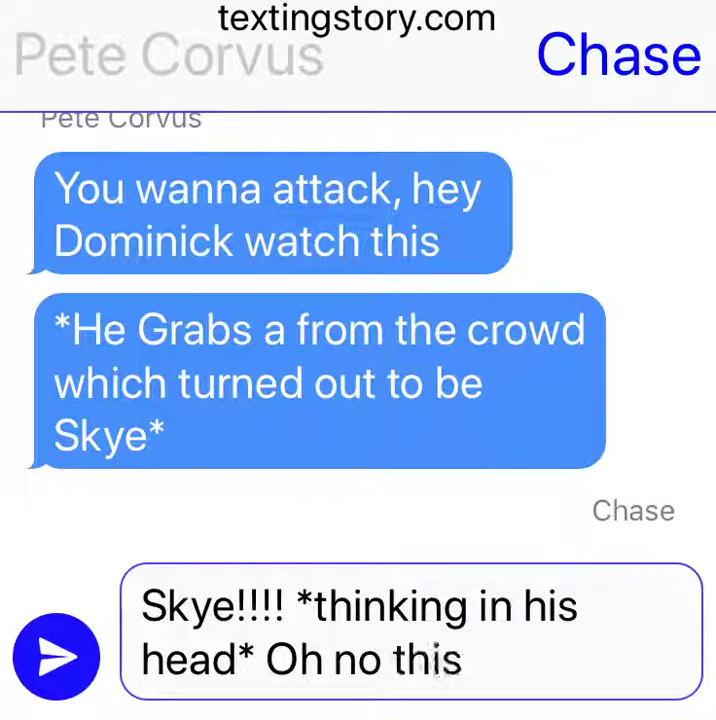 textingstory.com
Pete Corvus
Chase
Pete Corvus
You wanna attack, hey
Dominick watch this
*He Grabs a from the crowd
which turned out to be
Skye*
Chase
Skye!!!! *thinking in his
head* Oh no this